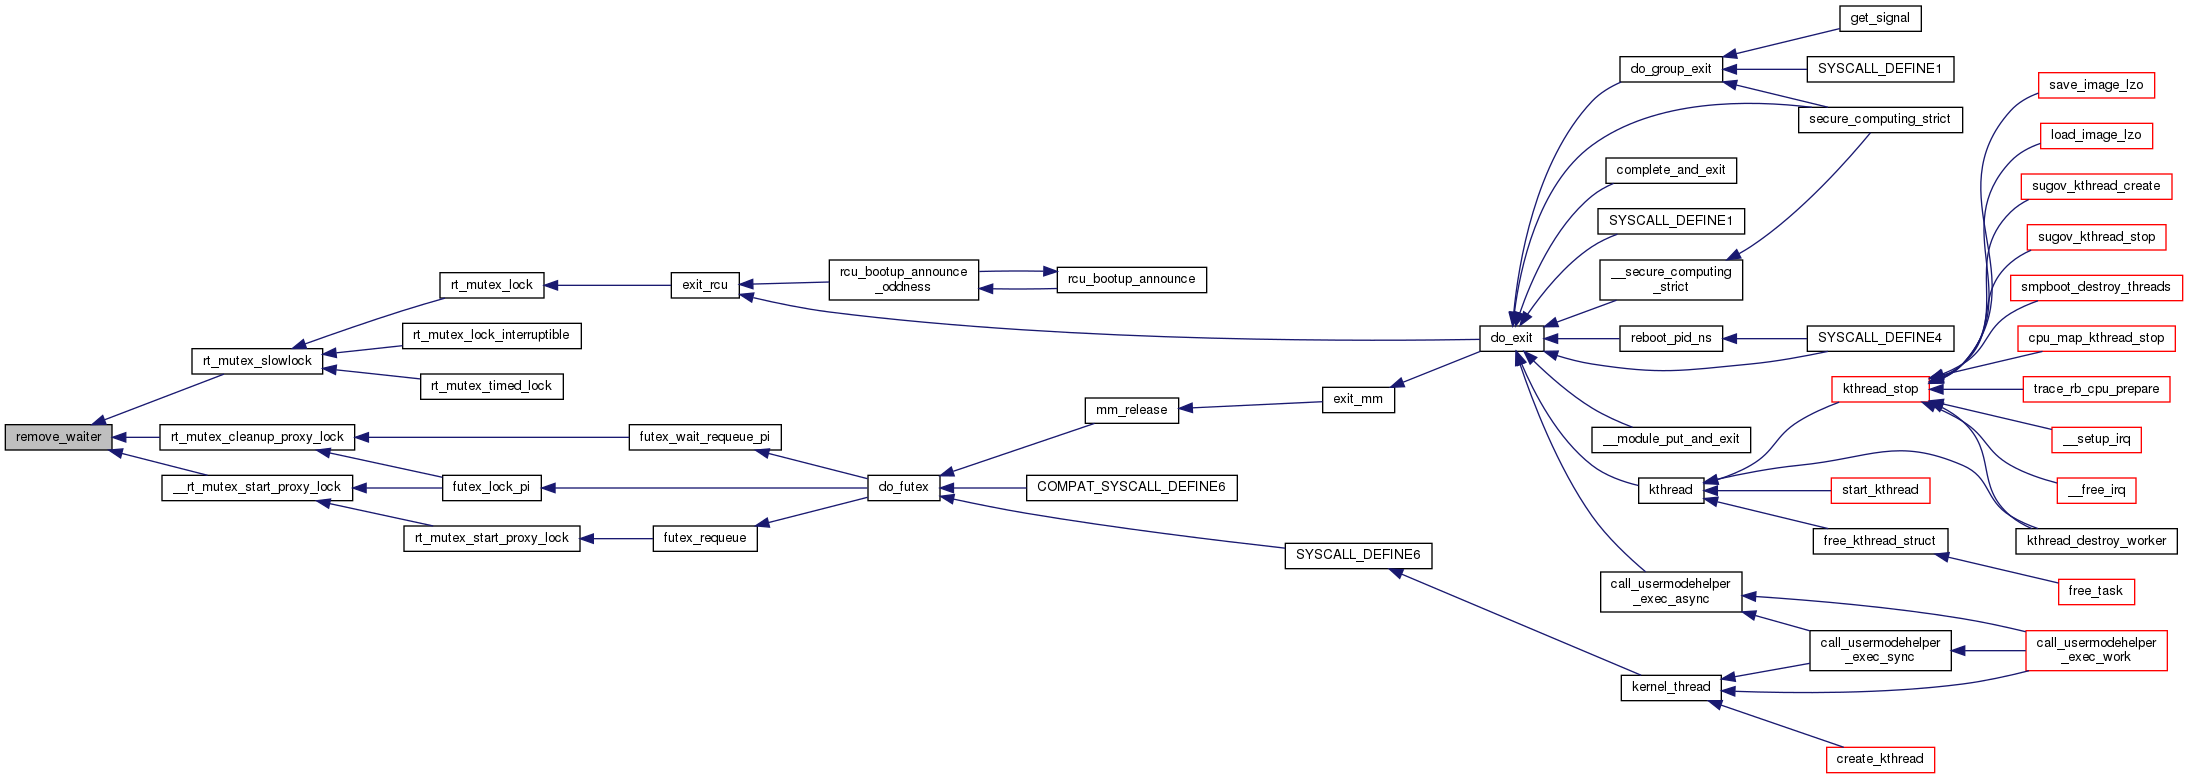 get_signal
do_group_exit
SYSCALL_DEFINE1
save_image_lzo
secure_computing_strict
load_image_lzo
complete_and_exit
sugov_kthread_create
SYSCALL_DEFINE1
sugov_kthread_stop
rt_mutex_lock
exit_rcu
rcu_bootup_announce
_oddness
rcu_bootup_announce
__secure_computing
_strict
smpboot_destroy_threads
rt_mutex_lock_interruptible
do_exit
reboot_pid_ns
SYSCALL_DEFINE4
cpu_map_kthread_stop
rt_mutex_slowlock
rt_mutex_timed_lock
exit_mm
kthread_stop
trace_rb_cpu_prepare
mm_release
remove_waiter
rt_mutex_cleanup_proxy_lock
futex_wait_requeue_pi
__module_put_and_exit
__setup_irq
__rt_mutex_start_proxy_lock
futex_lock_pi
do_futex
COMPAT_SYSCALL_DEFINE6
kthread
start_kthread
__free_irq
rt_mutex_start_proxy_lock
futex_requeue
SYSCALL_DEFINE6
free_kthread_struct
kthread_destroy_worker
call_usermodehelper
_exec_async
free_task
call_usermodehelper
_exec_sync
call_usermodehelper
_exec_work
kernel_thread
create_kthread